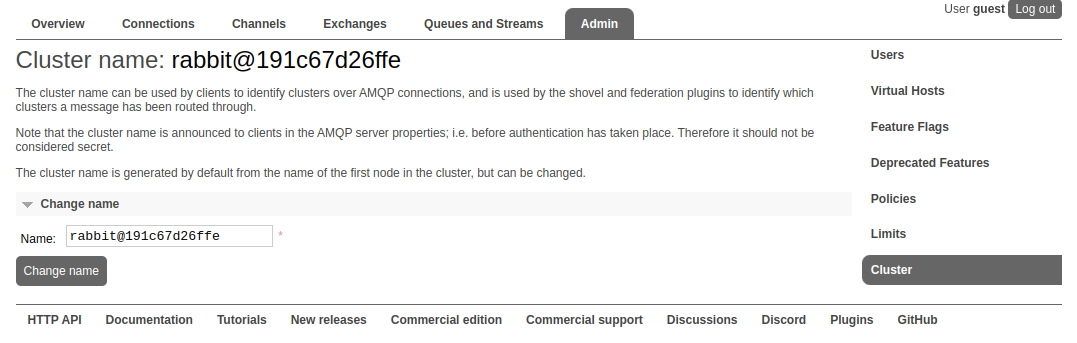 User guest Log out
Overview Connections Channels Exchanges Queues and Streams Admin
Cluster name: rabbit@191c67d26ffe
The cluster name can be used by clients to identify clusters over AMQP connections, and is used by the shovel and federation plugins to identify which
clusters a message has been routed through.
Note that the cluster name is announced to clients in the AMQP server properties; i.e. before authentication has taken place. Therefore it should not be
considered secret.
The cluster name is generated by default from the name of the first node in the cluster, but can be changed.
Change name
Name: rabbit@191c67d26ffe *
Change name
Users
Virtual Hosts
Feature Flags
Deprecated Features
Policies
Limits
Cluster
HTTP API Documentation Tutorials New releases Commercial edition Commercial support Discussions Discord Plugins GitHub